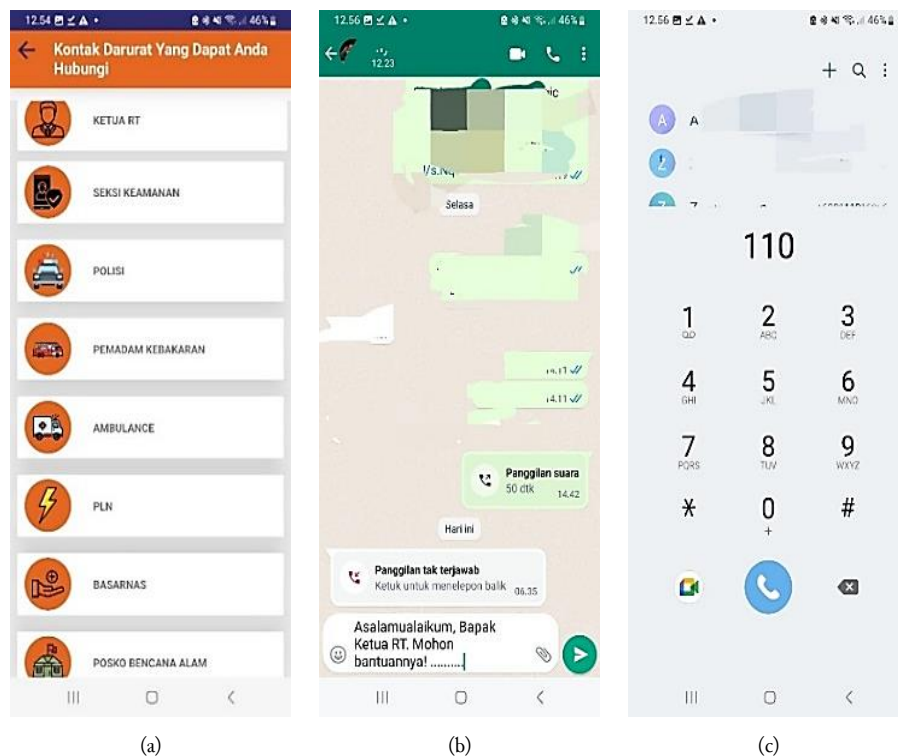 12.54
46%
Kontak Darurat Yang Dapat Anda
Hubungi
KETUA RT
SEKSI KEAMANAN
POLISI
PEMADAM KEBAKARAN
AMBULANCE
PLN
BASARNAS
POSKO BENCANA ALAM
(a)
12.56
46%
12.23
Selasa
14.11
Panggilan suara
50 dtk
14.42
Hari ini
Panggilan tak terjawab
Ketuk untuk menelepon balik
06.35
Asalamualaikum, Bapak
Ketua RT. Mohon
bantuannya! ..........
(b)
12.56
46%
A
A
Z
110
1
2 ABC
3 DEF
4 GHI
5 JKL
6 MNO
7 PQRS
8 TUV
9 WXYZ
*
0 +
#
(c)